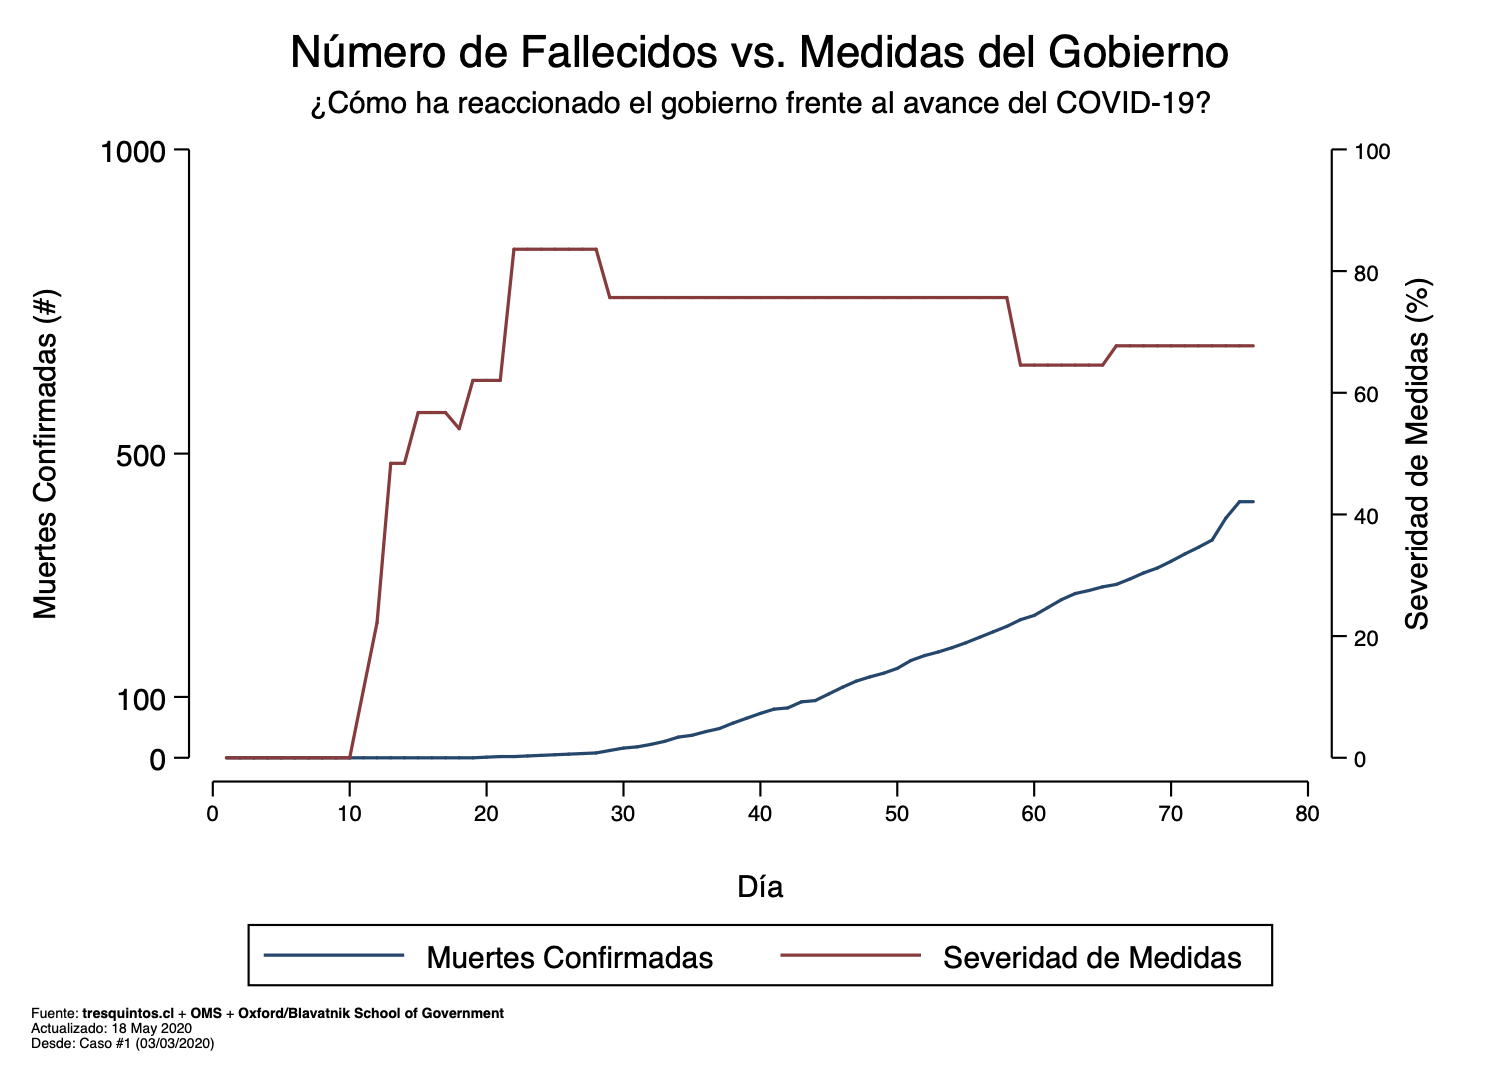 Número de Fallecidos vs. Medidas del Gobierno
¿Cómo ha reaccionado el gobierno frente al avance del COVID-19?
Muertes Confirmadas (#)
1000
500
100
0
100
80
60
40
20
0
Severidad de Medidas (%)
0 10 20 30 40 50 60 70 80
Día
Muertes Confirmadas Severidad de Medidas
Fuente: tresquintos.cl + OMS + Oxford/Blavatnik School of Government
Actualizado: 18 May 2020
Desde: Caso #1 (03/03/2020)